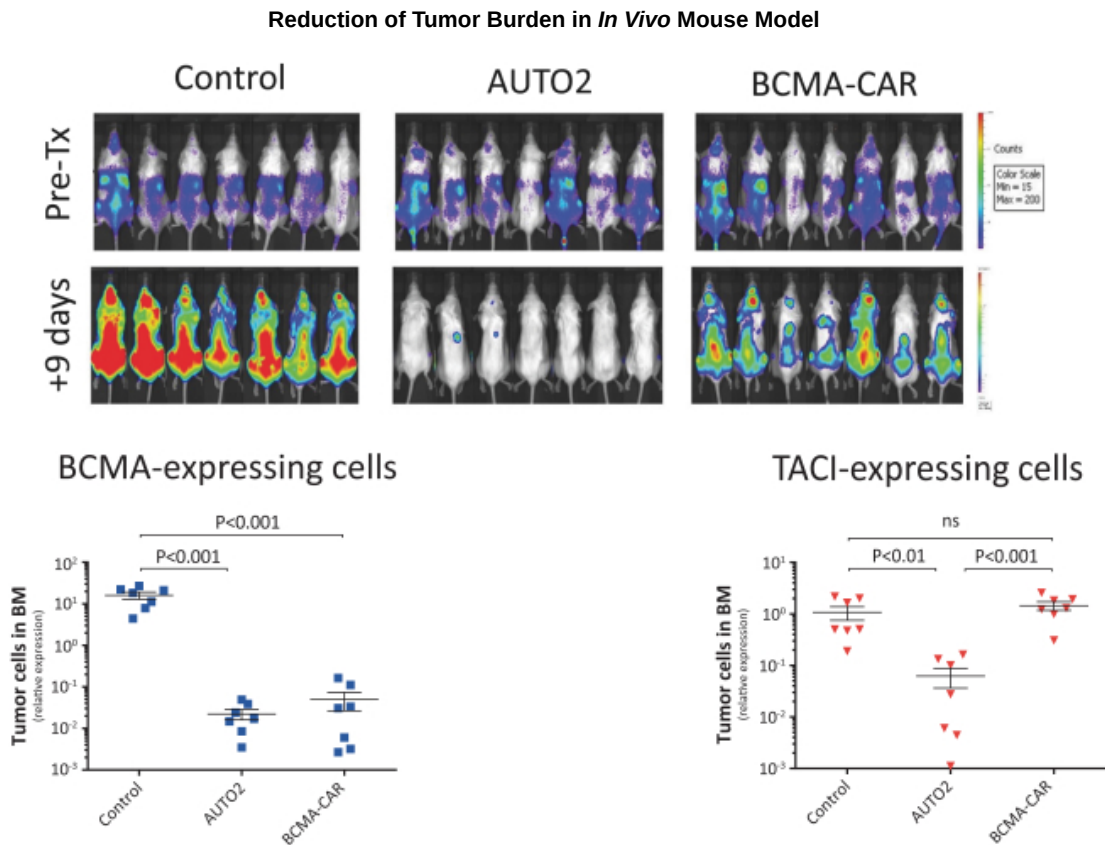 Reduction of Tumor Burden in In Vivo Mouse Model
Control
AUTO2
BCMA-CAR
Pre-Tx
Counts
Color Scale
Min = 15
Max = 200
+9 days
BCMA-expressing cells
P<0.001
P<0.001
Tumor cells in BM
(relative expression)
10²
10¹
10⁰
10⁻¹
10⁻²
10⁻³
Control
AUTO2
BCMA-CAR
TACI-expressing cells
ns
P<0.01
P<0.001
Tumor cells in BM
(relative expression)
10¹
10⁰
10⁻¹
10⁻²
10⁻³
Control
AUTO2
BCMA-CAR